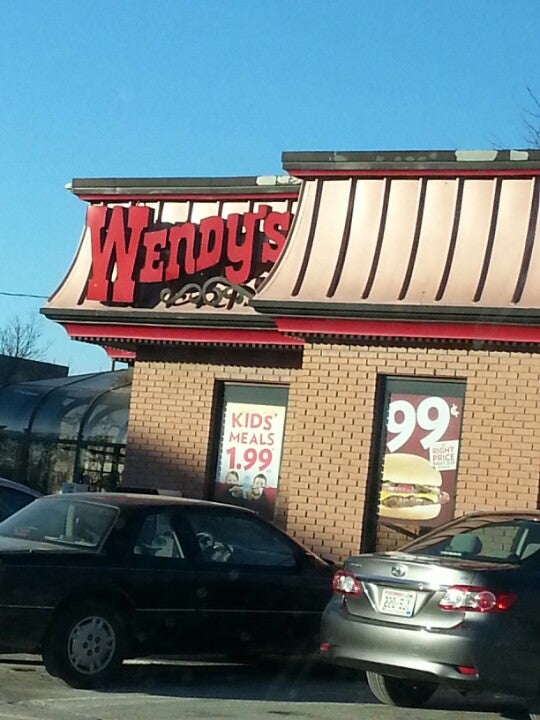 WENDY'S
KIDS'
MEALS
1.99
99¢
RIGHT
PRICE